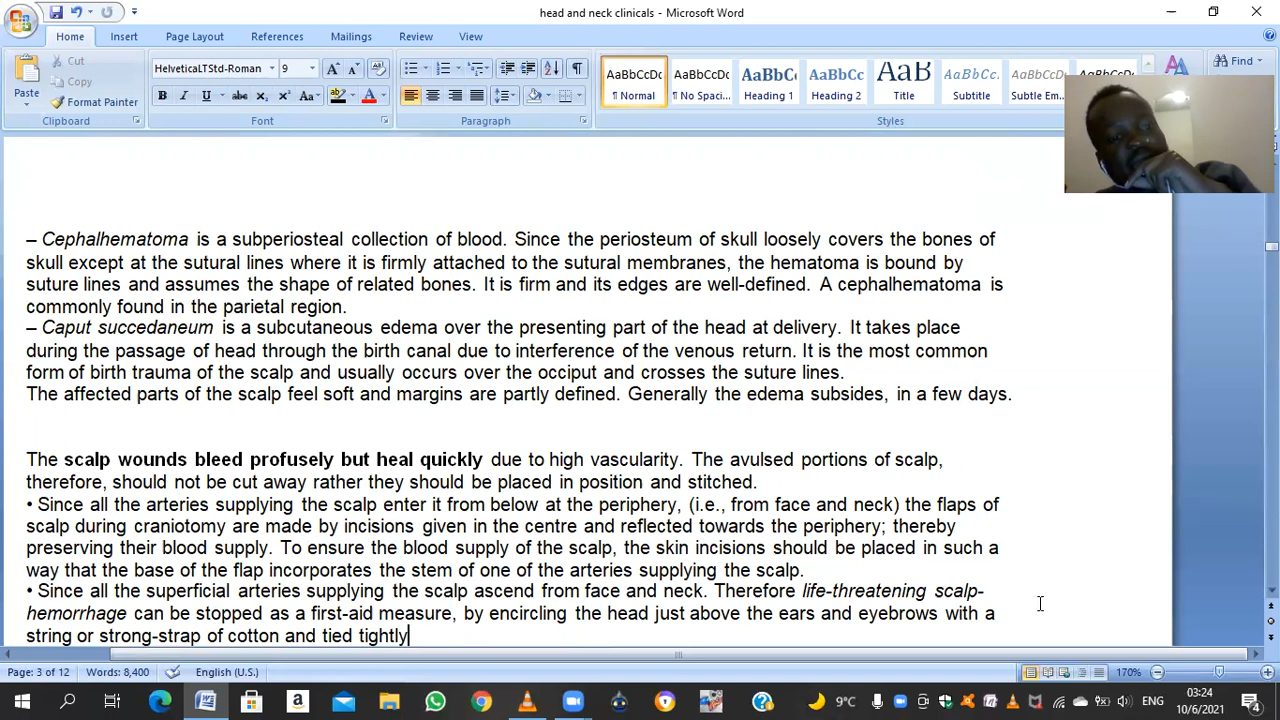 head and neck clinicals - Microsoft Word
Home Insert Page Layout References Mailings Review View
Cut
Copy
Paste
Format Painter
HelveticaLTStd-Roman 9
AaBbCcDc AaBbCcDc AaBbCc AaBbCc AaB AaBbCcL AaBbCcDc AaBbCcDc
¶ Normal ¶ No Spaci... Heading 1 Heading 2 Title Subtitle Subtle Em...
Find
Clipboard Font Paragraph Styles
– Cephalhematoma is a subperiosteal collection of blood. Since the periosteum of skull loosely covers the bones of
skull except at the sutural lines where it is firmly attached to the sutural membranes, the hematoma is bound by
suture lines and assumes the shape of related bones. It is firm and its edges are well-defined. A cephalhematoma is
commonly found in the parietal region.
– Caput succedaneum is a subcutaneous edema over the presenting part of the head at delivery. It takes place
during the passage of head through the birth canal due to interference of the venous return. It is the most common
form of birth trauma of the scalp and usually occurs over the occiput and crosses the suture lines.
The affected parts of the scalp feel soft and margins are partly defined. Generally the edema subsides, in a few days.
The scalp wounds bleed profusely but heal quickly due to high vascularity. The avulsed portions of scalp,
therefore, should not be cut away rather they should be placed in position and stitched.
• Since all the arteries supplying the scalp enter it from below at the periphery, (i.e., from face and neck) the flaps of
scalp during craniotomy are made by incisions given in the centre and reflected towards the periphery; thereby
preserving their blood supply. To ensure the blood supply of the scalp, the skin incisions should be placed in such a
way that the base of the flap incorporates the stem of one of the arteries supplying the scalp.
• Since all the superficial arteries supplying the scalp ascend from face and neck. Therefore life-threatening scalp-
hemorrhage can be stopped as a first-aid measure, by encircling the head just above the ears and eyebrows with a
string or strong-strap of cotton and tied tightly
Page: 3 of 12 Words: 8,400 English (U.S.) 170%
9°C ENG 03:24
10/6/2021